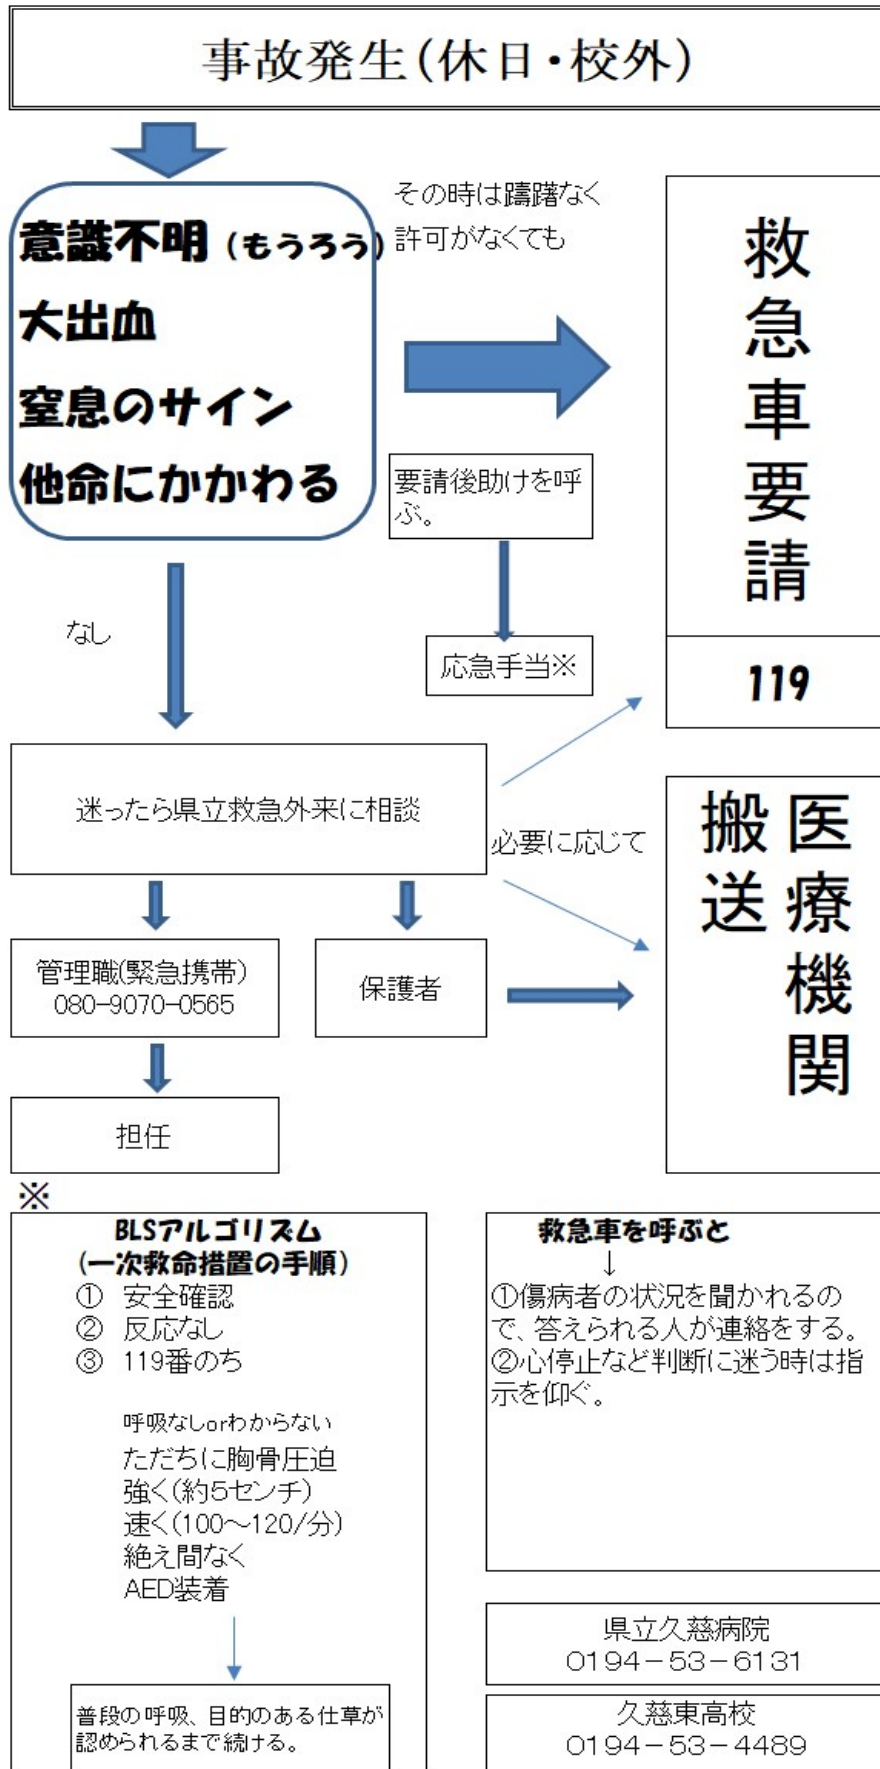 事故発生(休日・校外)
意識不明(もうろう)
大出血
窒息のサイン
他命にかかわる
その時は躊躇なく
許可がなくても
救急車要請
119
要請後助けを呼
ぶ。
応急手当※
なし
迷ったら県立救急外来に相談
必要に応じて
医療機関
搬送
管理職(緊急携帯)
080-9070-0565
保護者
担任
※
BLSアルゴリズム
(一次救命措置の手順)
① 安全確認
② 反応なし
③ 119番のち
呼吸なしorわからない
ただちに胸骨圧迫
強く(約5センチ)
速く(100～120/分)
絶え間なく
AED装着
普段の呼吸、目的のある仕草が
認められるまで続ける。
救急車を呼ぶと
↓
①傷病者の状況を聞かれるの
で、答えられる人が連絡をする。
②心停止など判断に迷う時は指
示を仰ぐ。
県立久慈病院
0194-53-6131
久慈東高校
0194-53-4489